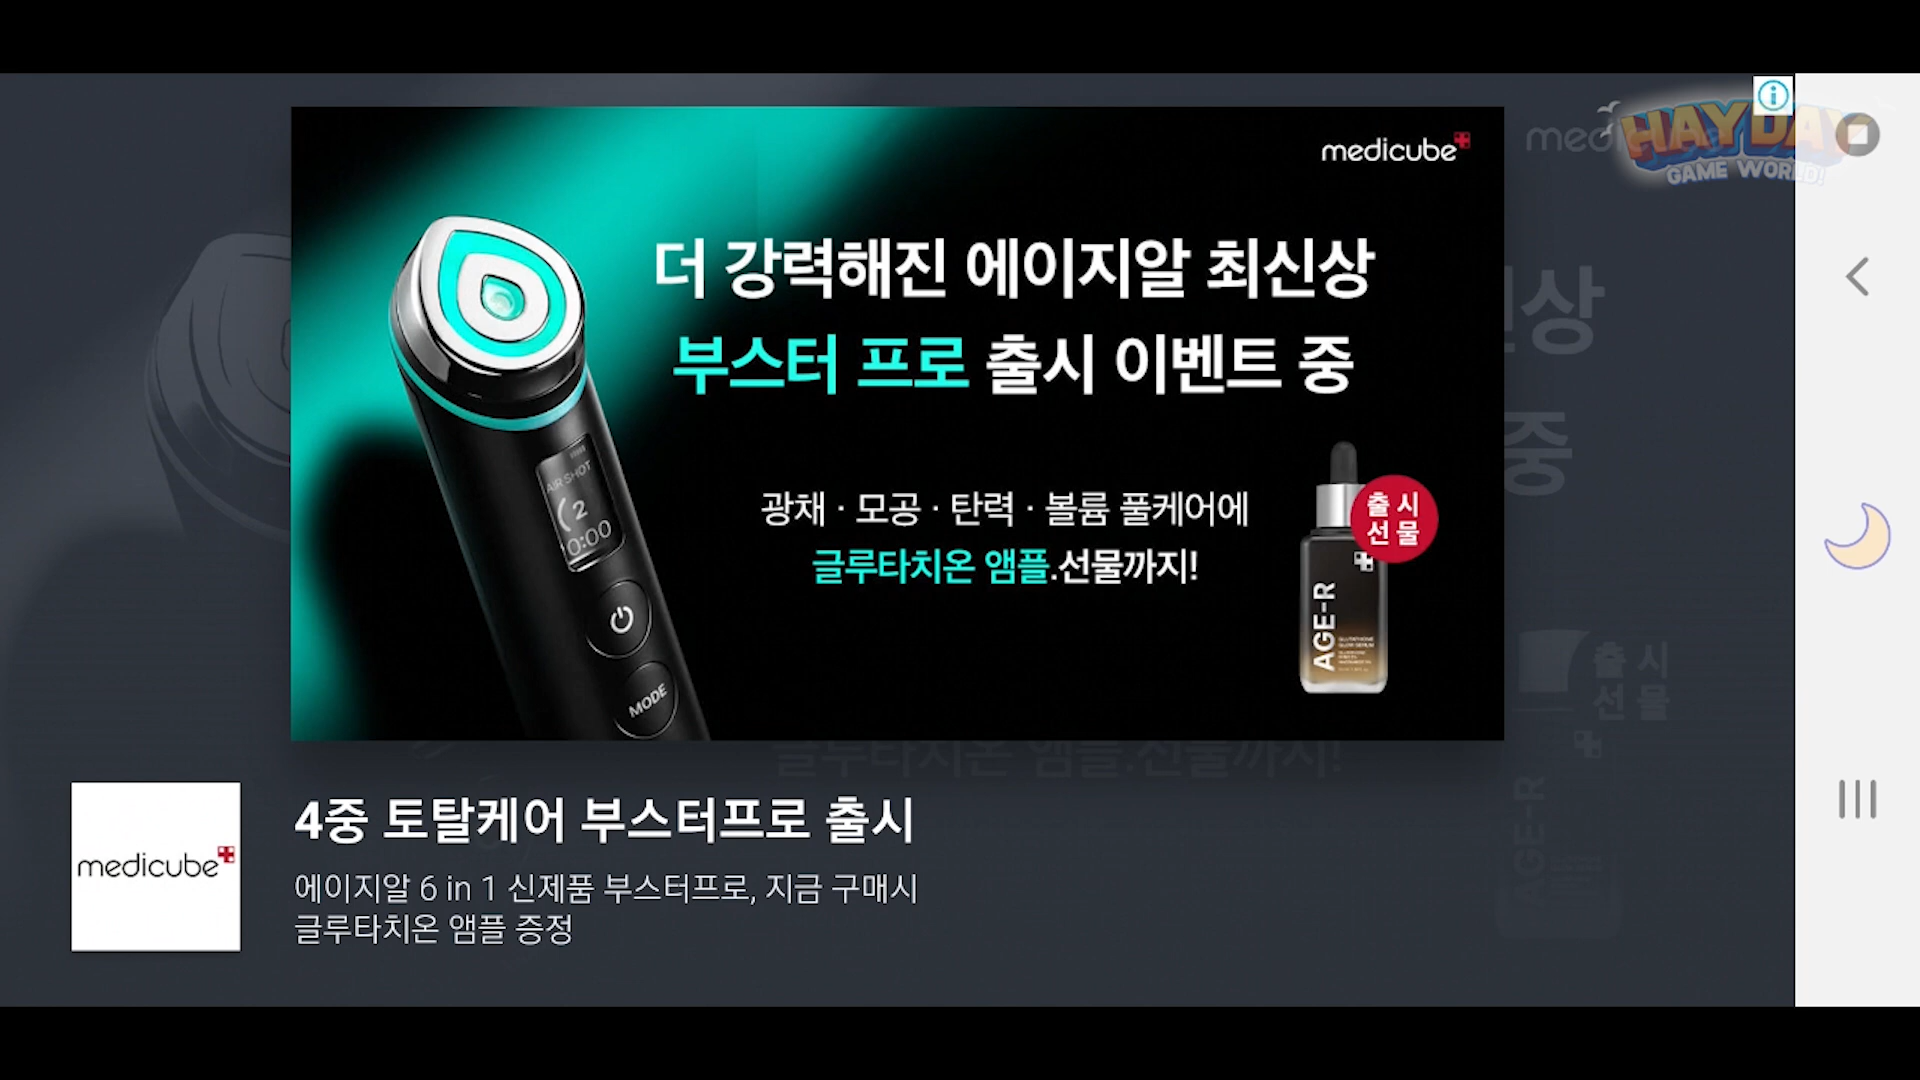 medicube
HAY DAY
GAME WORLD!
더 강력해진 에이지알 최신상
부스터 프로 출시 이벤트 중
광채 · 모공 · 탄력 · 볼륨 풀케어에
글루타치온 앰플.선물까지!
출시
선물
AIR SHOT
2
0:00
MODE
AGE-R
medicube
4중 토탈케어 부스터프로 출시
에이지알 6 in 1 신제품 부스터프로, 지금 구매시
글루타치온 앰플 증정